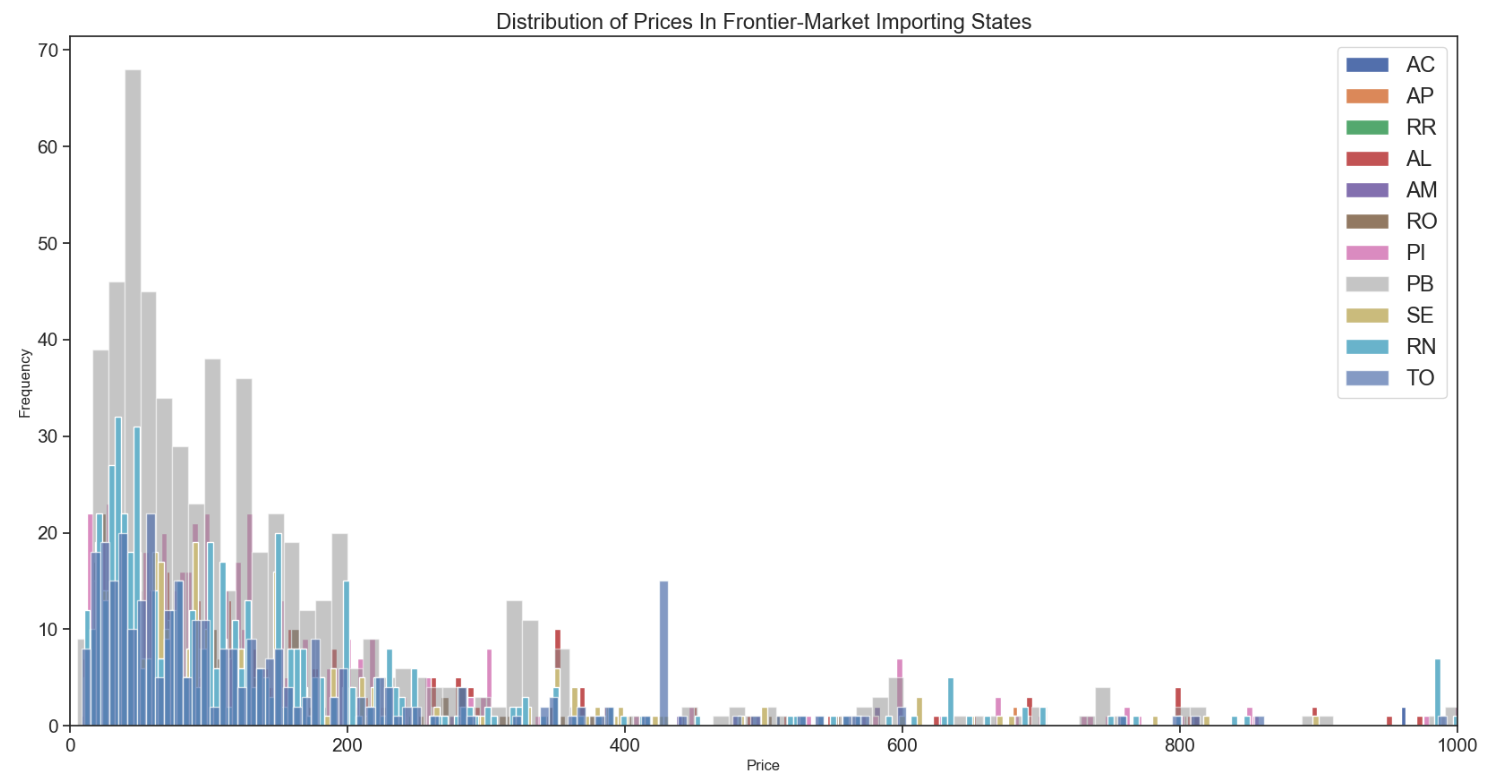 Distribution of Prices In Frontier-Market Importing States
70
60
50
40
30
20
10
0
Frequency
0 200 400 600 800 1000
Price
AC
AP
RR
AL
AM
RO
PI
PB
SE
RN
TO